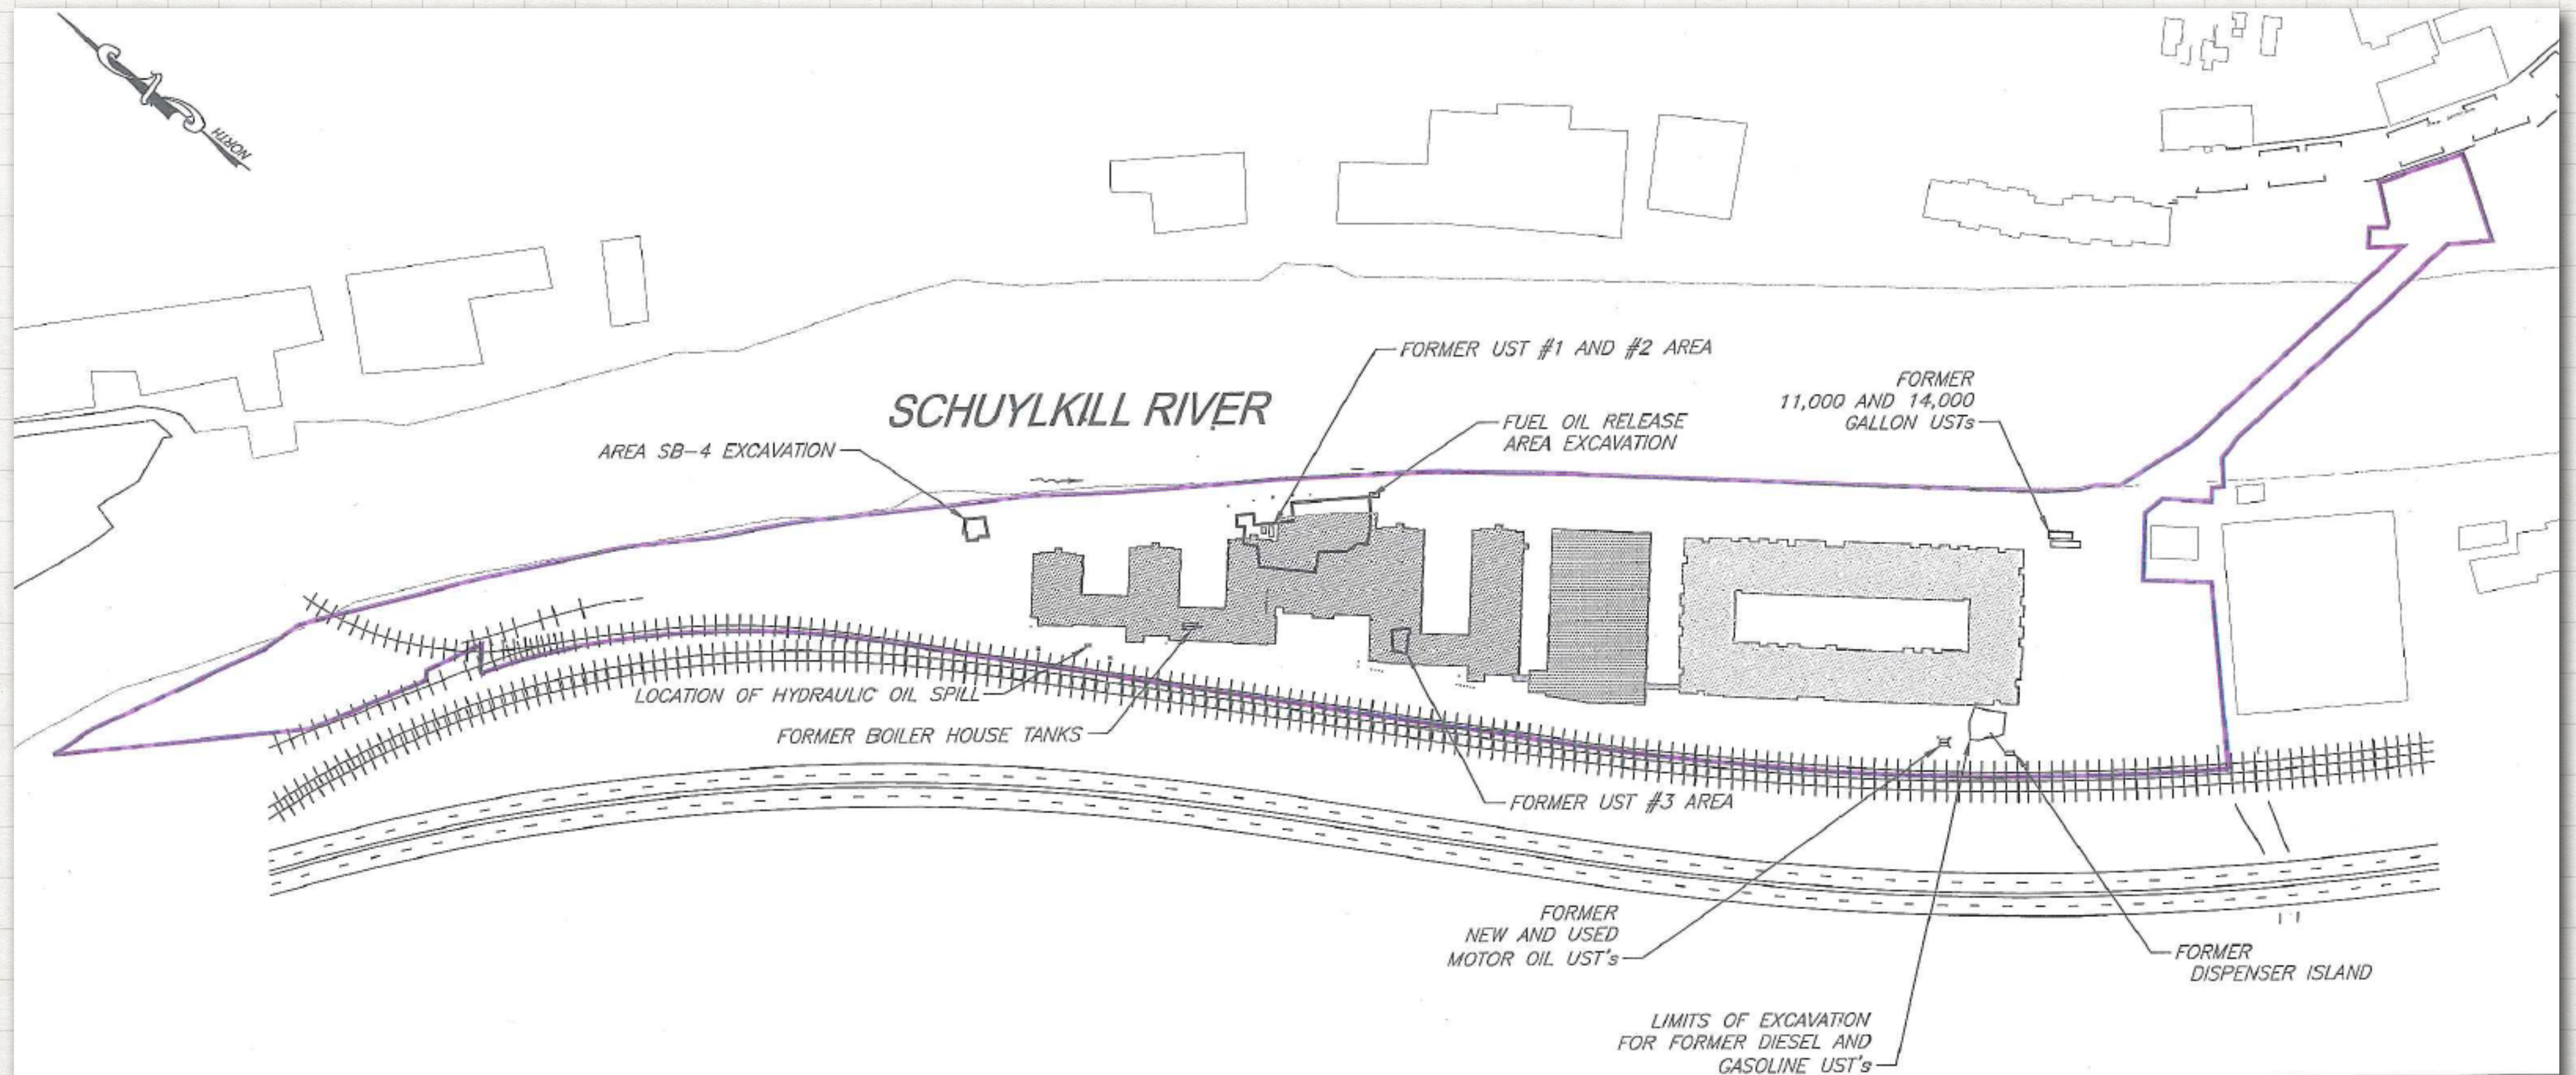 NORTH
FORMER UST #1 AND #2 AREA
SCHUYLKILL RIVER
FORMER
11,000 AND 14,000
GALLON USTs
FUEL OIL RELEASE
AREA EXCAVATION
AREA SB-4 EXCAVATION
LOCATION OF HYDRAULIC OIL SPILL
FORMER BOILER HOUSE TANKS
FORMER UST #3 AREA
FORMER
NEW AND USED
MOTOR OIL UST's
FORMER
DISPENSER ISLAND
LIMITS OF EXCAVATION
FOR FORMER DIESEL AND
GASOLINE UST's